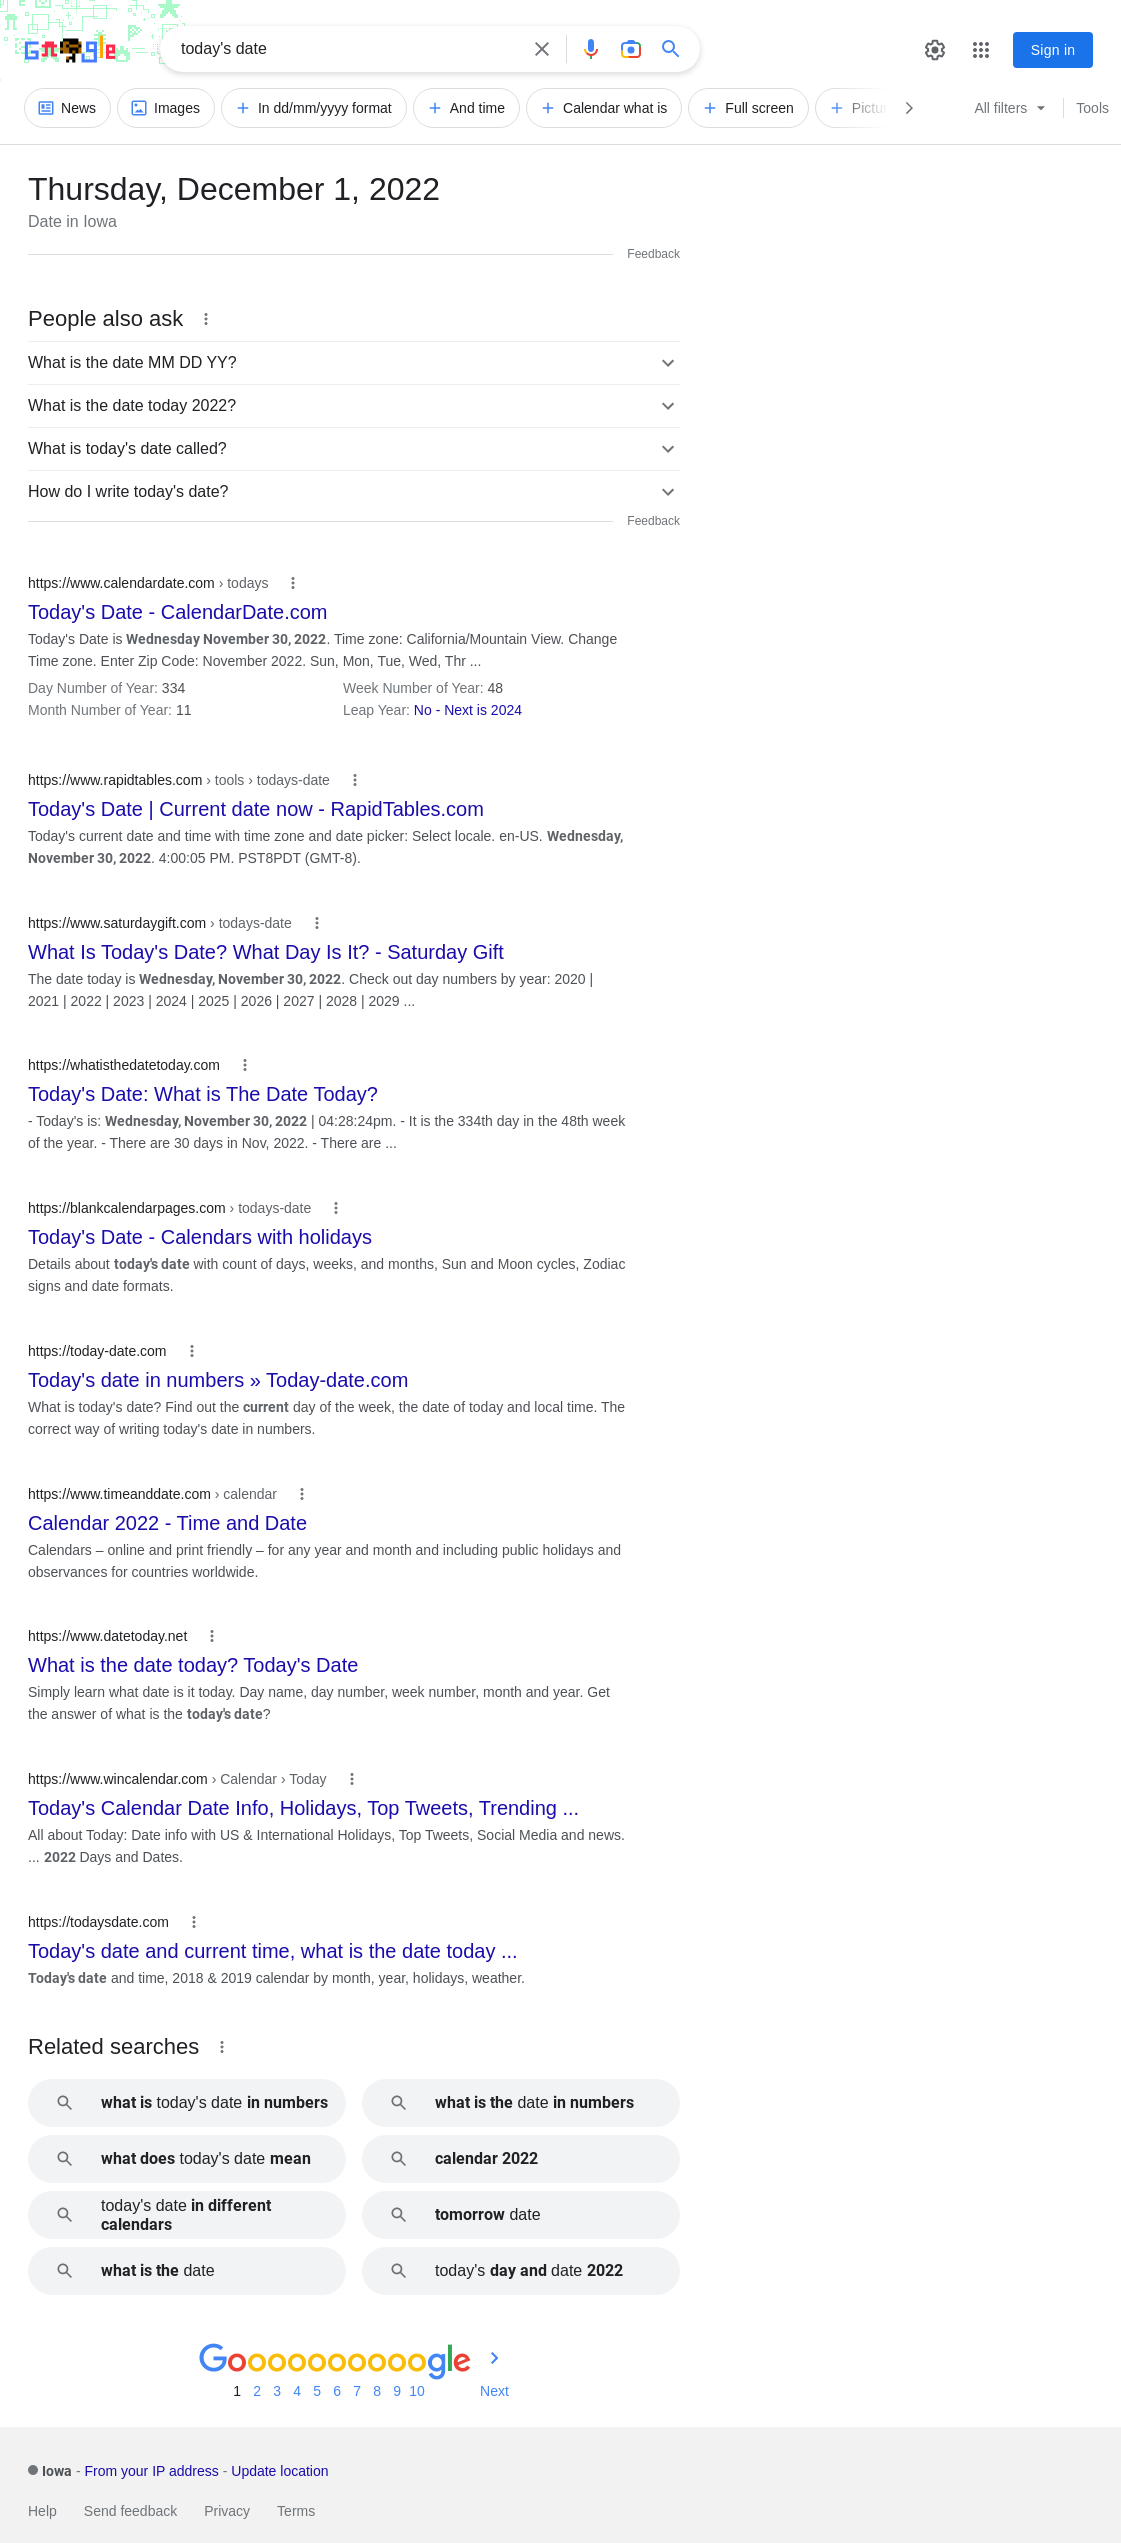 today's date
Sign in
News
Images
In dd/mm/yyyy format
And time
Calendar what is
Full screen
All filters
Tools
Thursday, December 1, 2022
Date in Iowa
Feedback
People also ask
What is the date MM DD YY?
What is the date today 2022?
What is today's date called?
How do I write today's date?
Feedback
https://www.calendardate.com › todays
Today's Date - CalendarDate.com
Today's Date is Wednesday November 30, 2022. Time zone: California/Mountain View. Change
Time zone. Enter Zip Code: November 2022. Sun, Mon, Tue, Wed, Thr ...
Day Number of Year: 334 Week Number of Year: 48
Month Number of Year: 11 Leap Year: No - Next is 2024
https://www.rapidtables.com › tools › todays-date
Today's Date | Current date now - RapidTables.com
Today's current date and time with time zone and date picker: Select locale. en-US. Wednesday,
November 30, 2022. 4:00:05 PM. PST8PDT (GMT-8).
https://www.saturdaygift.com › todays-date
What Is Today's Date? What Day Is It? - Saturday Gift
The date today is Wednesday, November 30, 2022. Check out day numbers by year: 2020 |
2021 | 2022 | 2023 | 2024 | 2025 | 2026 | 2027 | 2028 | 2029 ...
https://whatisthedatetoday.com
Today's Date: What is The Date Today?
- Today's is: Wednesday, November 30, 2022 | 04:28:24pm. - It is the 334th day in the 48th week
of the year. - There are 30 days in Nov, 2022. - There are ...
https://blankcalendarpages.com › todays-date
Today's Date - Calendars with holidays
Details about today's date with count of days, weeks, and months, Sun and Moon cycles, Zodiac
signs and date formats.
https://today-date.com
Today's date in numbers » Today-date.com
What is today's date? Find out the current day of the week, the date of today and local time. The
correct way of writing today's date in numbers.
https://www.timeanddate.com › calendar
Calendar 2022 - Time and Date
Calendars – online and print friendly – for any year and month and including public holidays and
observances for countries worldwide.
https://www.datetoday.net
What is the date today? Today's Date
Simply learn what date is it today. Day name, day number, week number, month and year. Get
the answer of what is the today's date?
https://www.wincalendar.com › Calendar › Today
Today's Calendar Date Info, Holidays, Top Tweets, Trending ...
All about Today: Date info with US & International Holidays, Top Tweets, Social Media and news.
... 2022 Days and Dates.
https://todaysdate.com
Today's date and current time, what is the date today ...
Today's date and time, 2018 & 2019 calendar by month, year, holidays, weather.
Related searches
what is today's date in numbers
what is the date in numbers
what does today's date mean
calendar 2022
today's date in different
calendars
tomorrow date
what is the date
today's day and date 2022
Goooooooooogle
1 2 3 4 5 6 7 8 9 10 Next
Iowa - From your IP address - Update location
Help Send feedback Privacy Terms